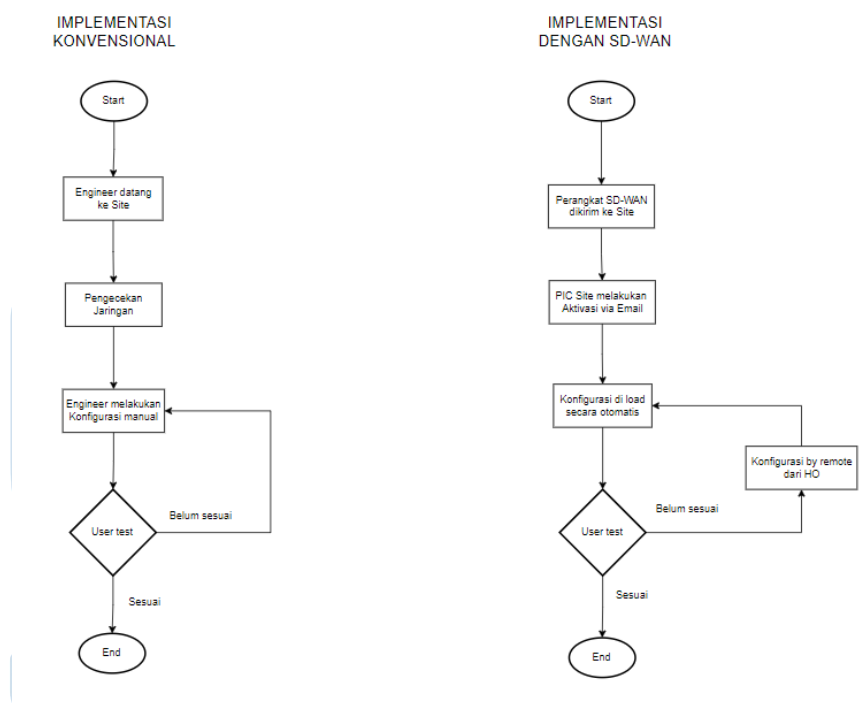 IMPLEMENTASI
KONVENSIONAL
Start
Engineer datang
ke Site
Pengecekan
Jaringan
Engineer melakukan
Konfigurasi manual
User test
Belum sesuai
Sesuai
End
IMPLEMENTASI
DENGAN SD-WAN
Start
Perangkat SD-WAN
dikirim ke Site
PIC Site melakukan
Aktivasi via Email
Konfigurasi di load
secara otomatis
Konfigurasi by remote
dari HO
User test
Belum sesuai
Sesuai
End